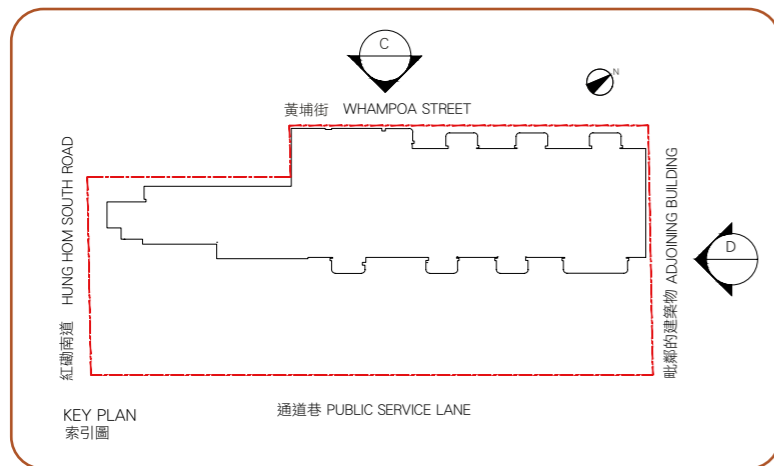 C
N
黃埔街 WHAMPOA STREET
紅磡南道 HUNG HOM SOUTH ROAD
毗鄰的建築物 ADJOINING BUILDING
D
通道巷 PUBLIC SERVICE LANE
KEY PLAN
索引圖